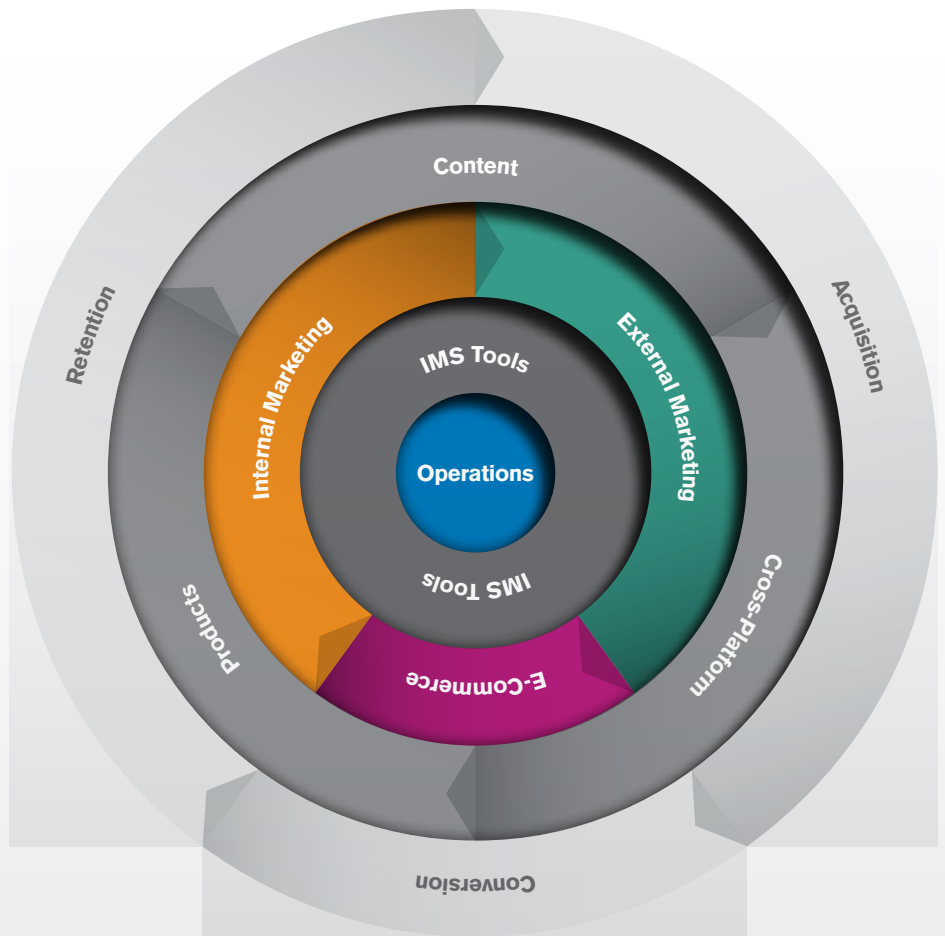 Content
Retention
Acquisition
Internal Marketing
External Marketing
IMS Tools
Operations
IMS Tools
Products
Cross-Platform
E-Commerce
Conversion